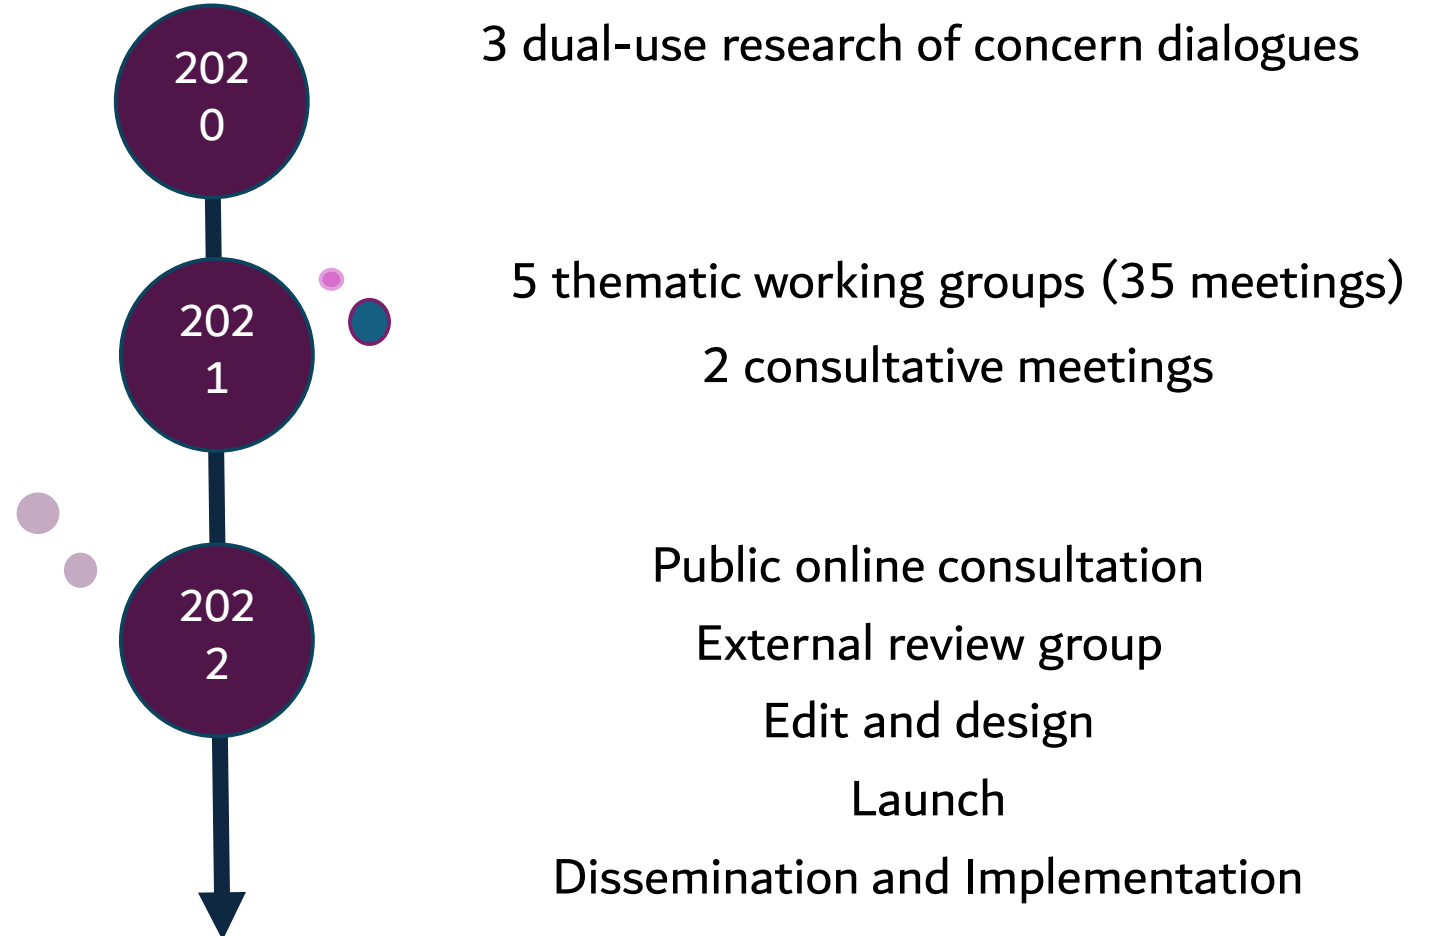 202
0
3 dual-use research of concern dialogues
202
1
5 thematic working groups (35 meetings)
2 consultative meetings
202
2
Public online consultation
External review group
Edit and design
Launch
Dissemination and Implementation